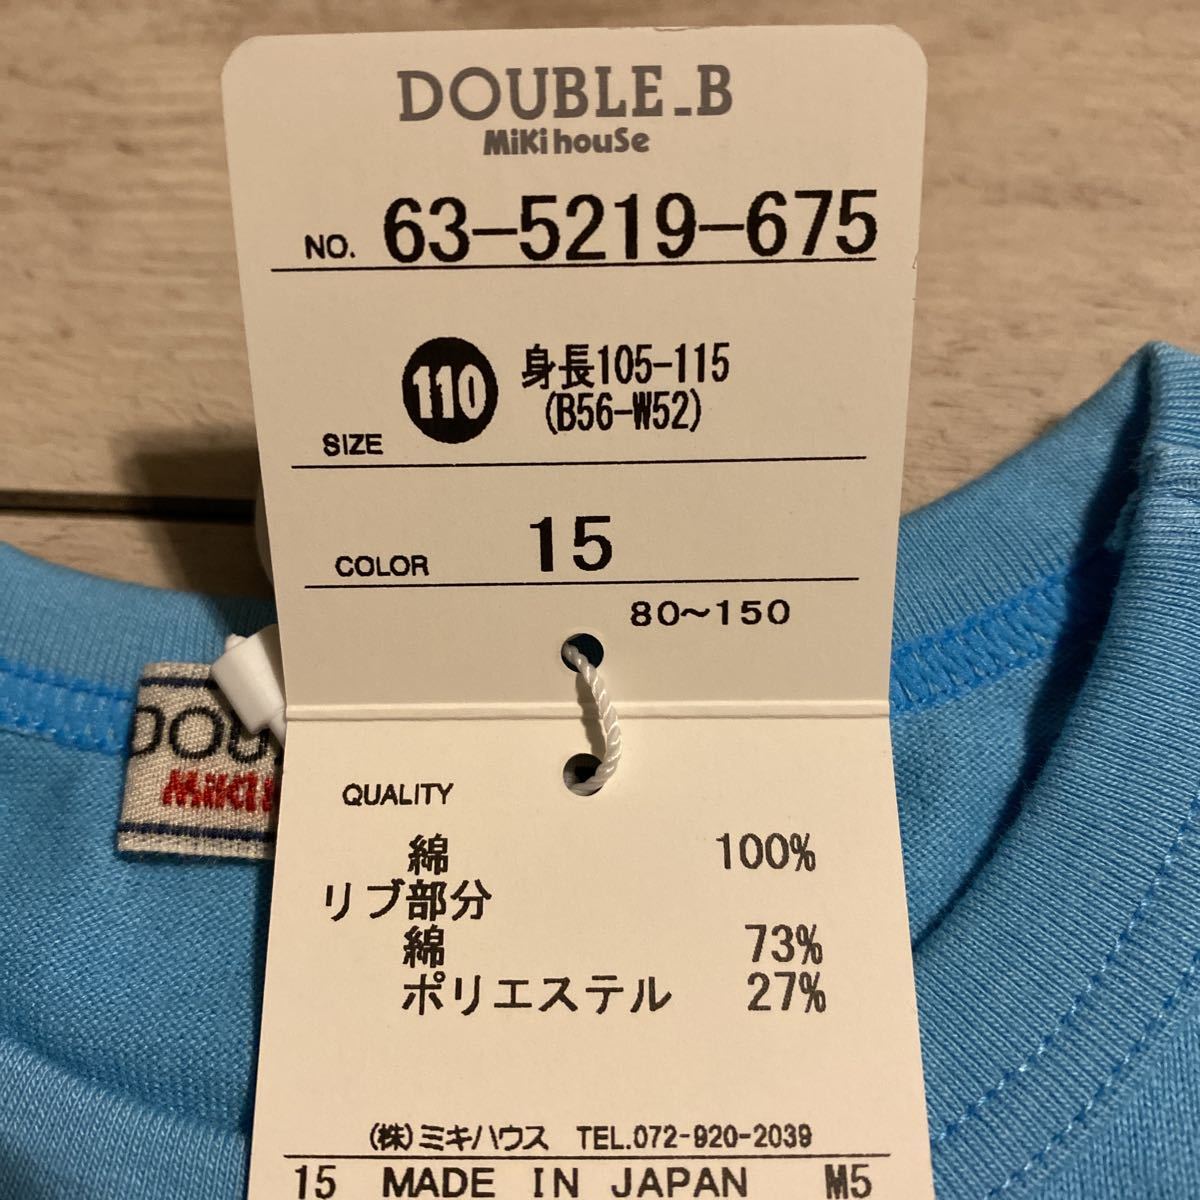 DOUBLE_B
MiKi houSe
NO. 63-5219-675
SIZE 110 身長105-115
(B56-W52)
COLOR 15
80~150
DOU
MiKi
QUALITY
綿 100%
リブ部分
綿 73%
ポリエステル 27%
(株)ミキハウス TEL.072-920-2039
15 MADE IN JAPAN M5